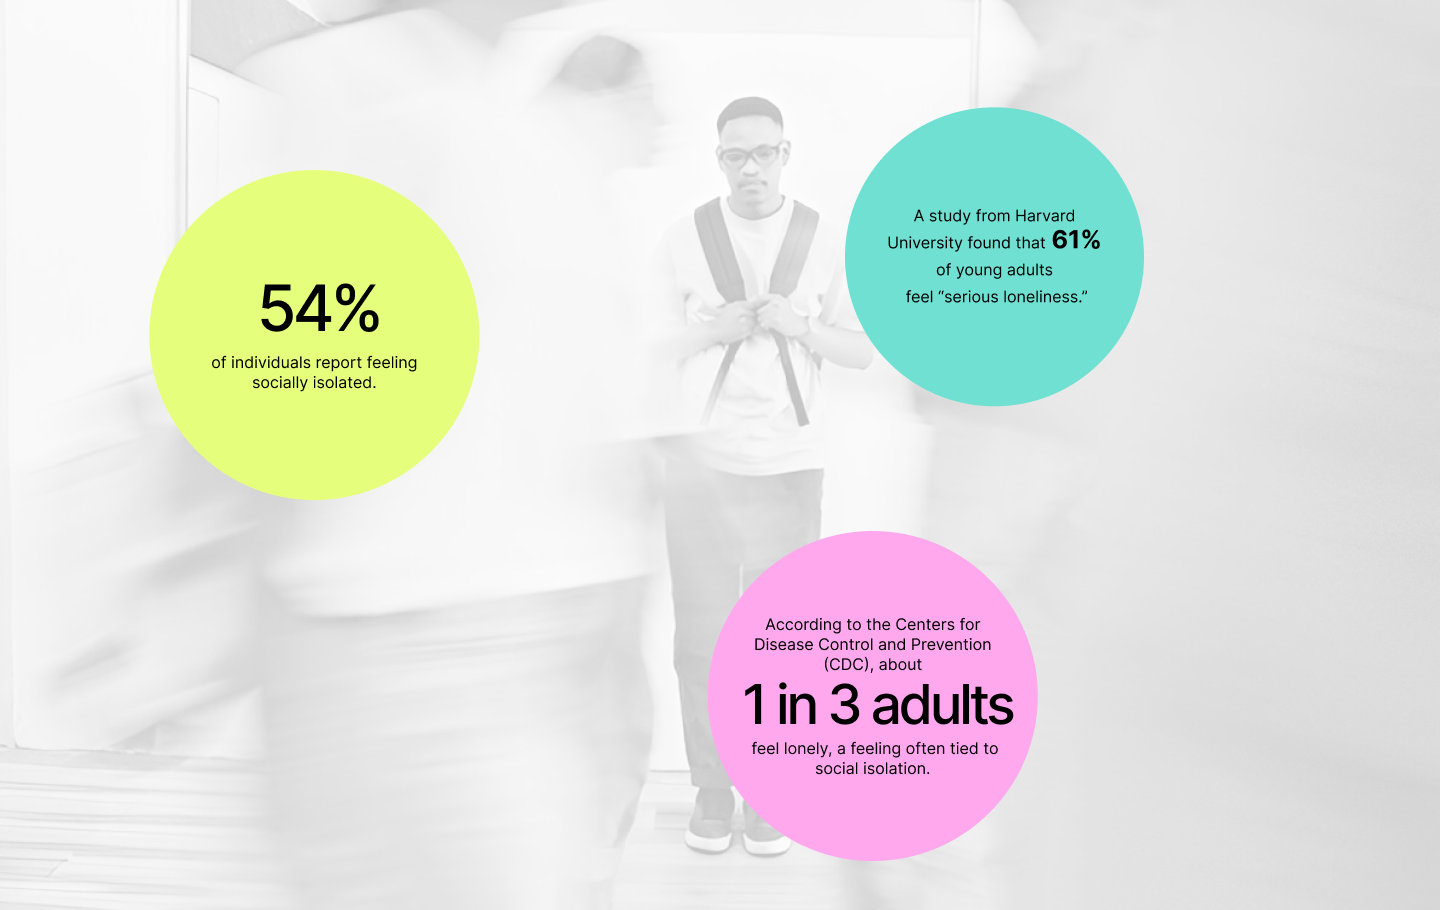 54%
of individuals report feeling
socially isolated.
A study from Harvard
University found that 61%
of young adults
feel “serious loneliness.”
According to the Centers for
Disease Control and Prevention
(CDC), about
1 in 3 adults
feel lonely, a feeling often tied to
social isolation.